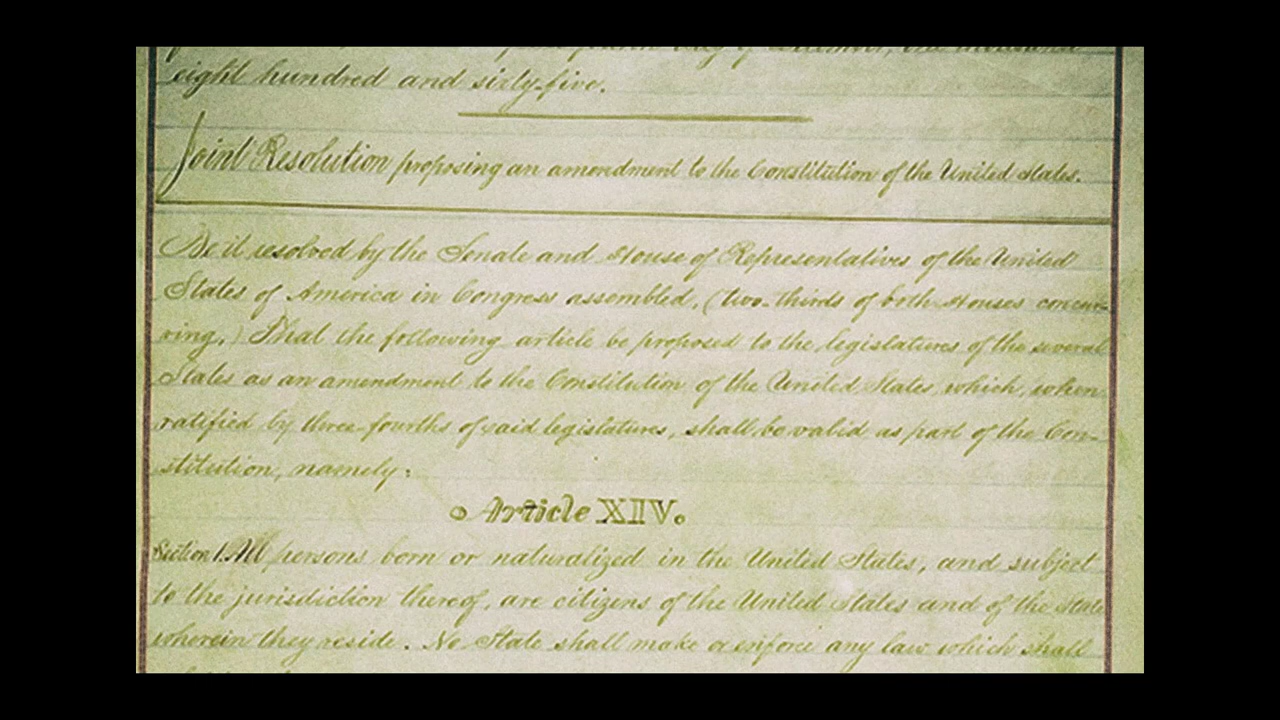 eight hundred and sixty-five.
Joint Resolution proposing an amendment to the Constitution of the United States.
Be it resolved by the Senate and House of Representatives of the United
States of America in Congress assembled, (two-thirds of both Houses concur-
ring,) That the following article be proposed to the legislatures of the several
States as an amendment to the Constitution of the United States, which, when
ratified by three-fourths of said legislatures, shall be valid as part of the Con-
stitution, namely:
Article XIV.
Section 1. All persons born or naturalized in the United States, and subject
to the jurisdiction thereof, are citizens of the United States and of the State
wherein they reside. No State shall make or enforce any law which shall